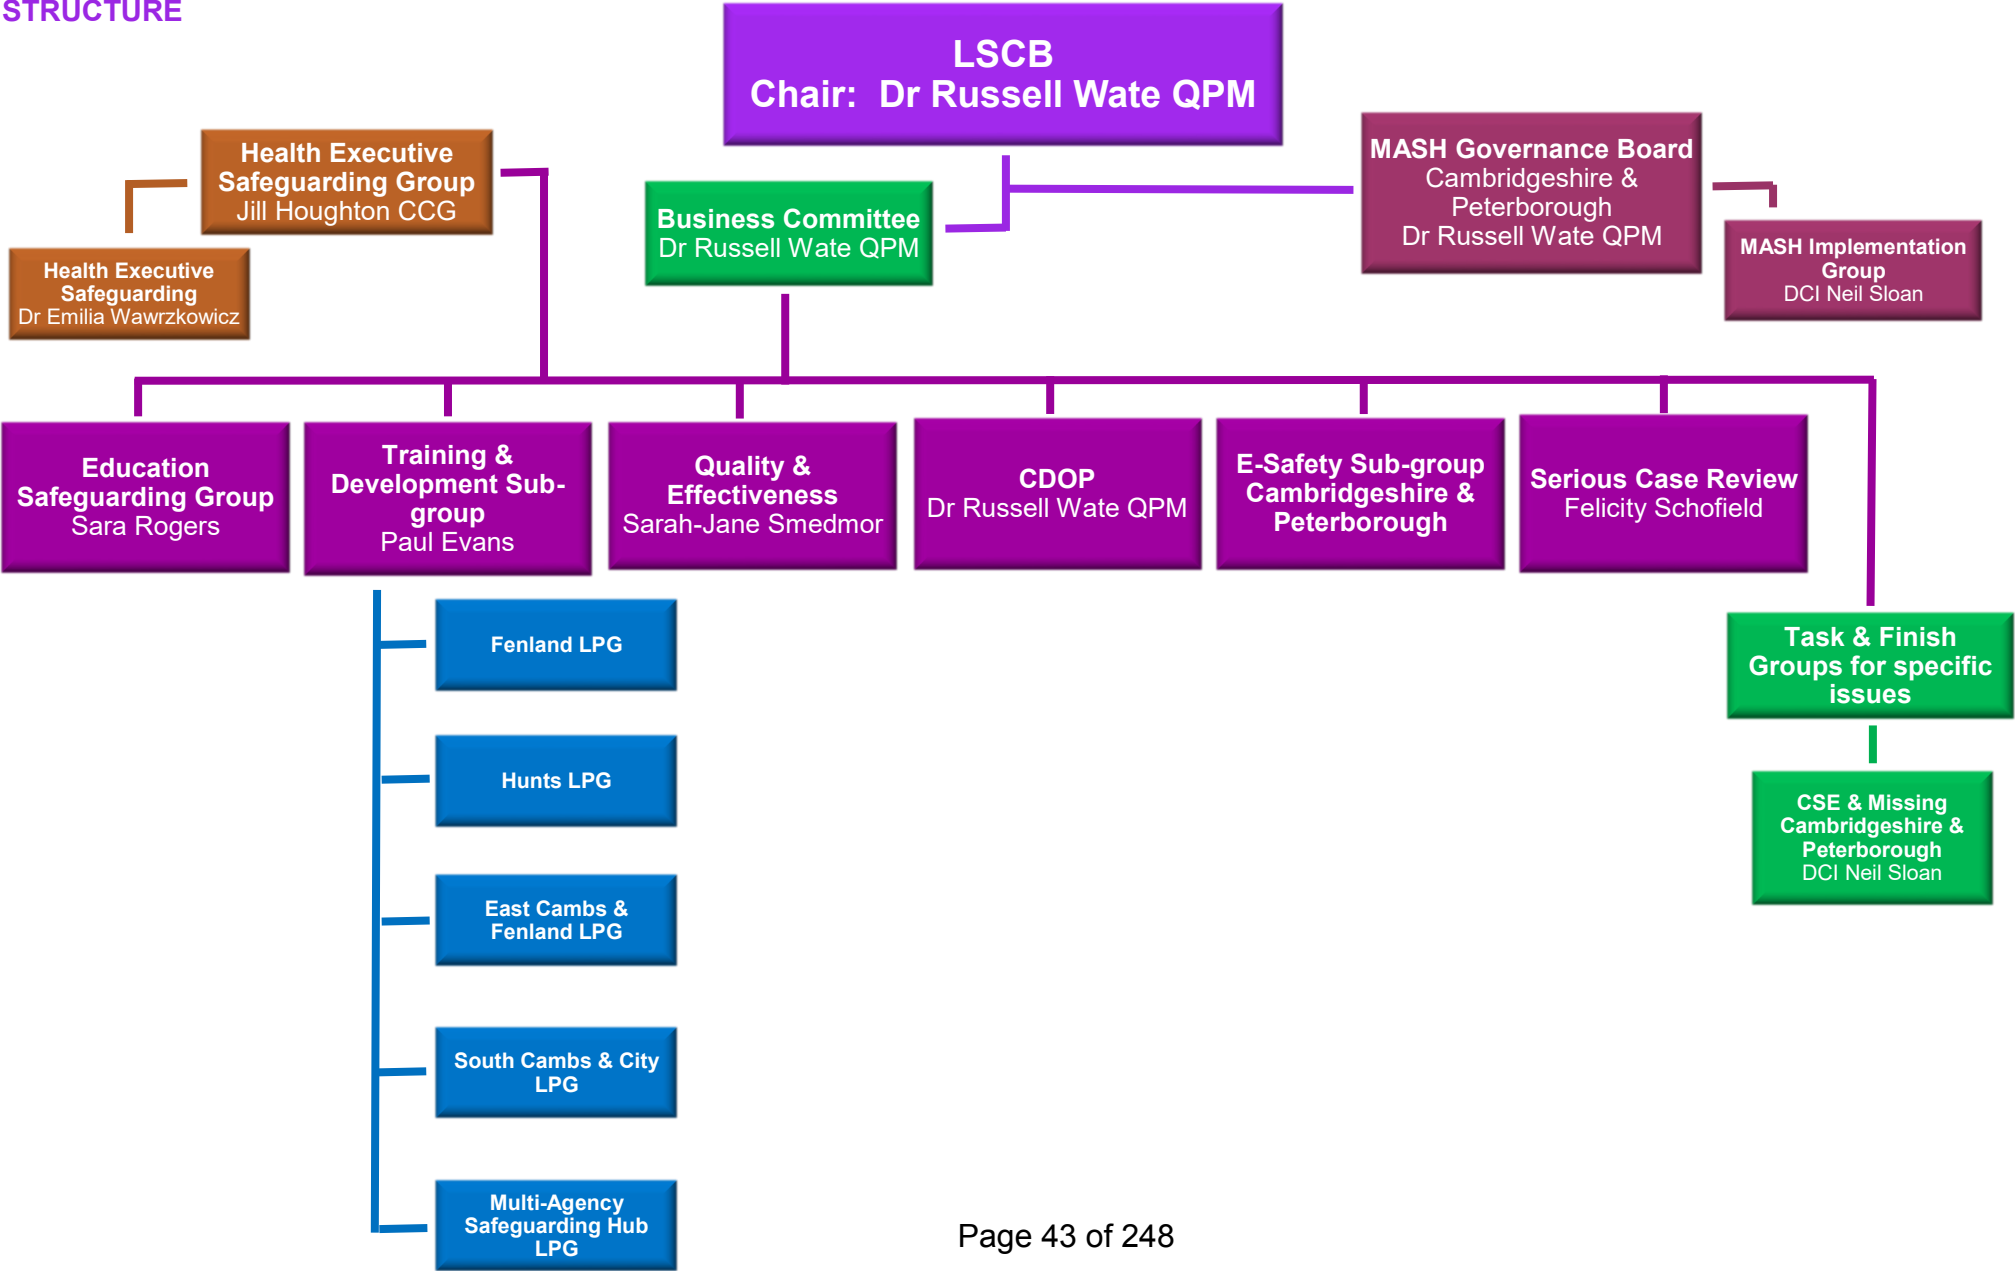 STRUCTURE
LSCB
Chair:  Dr Russell Wate QPM
Health Executive
Safeguarding Group
Jill Houghton CCG
MASH Governance Board
Cambridgeshire &
Peterborough
Dr Russell Wate QPM
Business Committee
Dr Russell Wate QPM
Health Executive
Safeguarding
Dr Emilia Wawrzkowicz
MASH Implementation
Group
DCI Neil Sloan
Education
Safeguarding Group
Sara Rogers
Training &
Development Sub-
group
Paul Evans
Quality &
Effectiveness
Sarah-Jane Smedmor
CDOP
Dr Russell Wate QPM
E-Safety Sub-group
Cambridgeshire &
Peterborough
Serious Case Review
Felicity Schofield
Fenland LPG
Task & Finish
Groups for specific
issues
Hunts LPG
CSE & Missing
Cambridgeshire &
Peterborough
DCI Neil Sloan
East Cambs &
Fenland LPG
South Cambs & City
LPG
Multi-Agency
Safeguarding Hub
LPG
Page 43 of 248